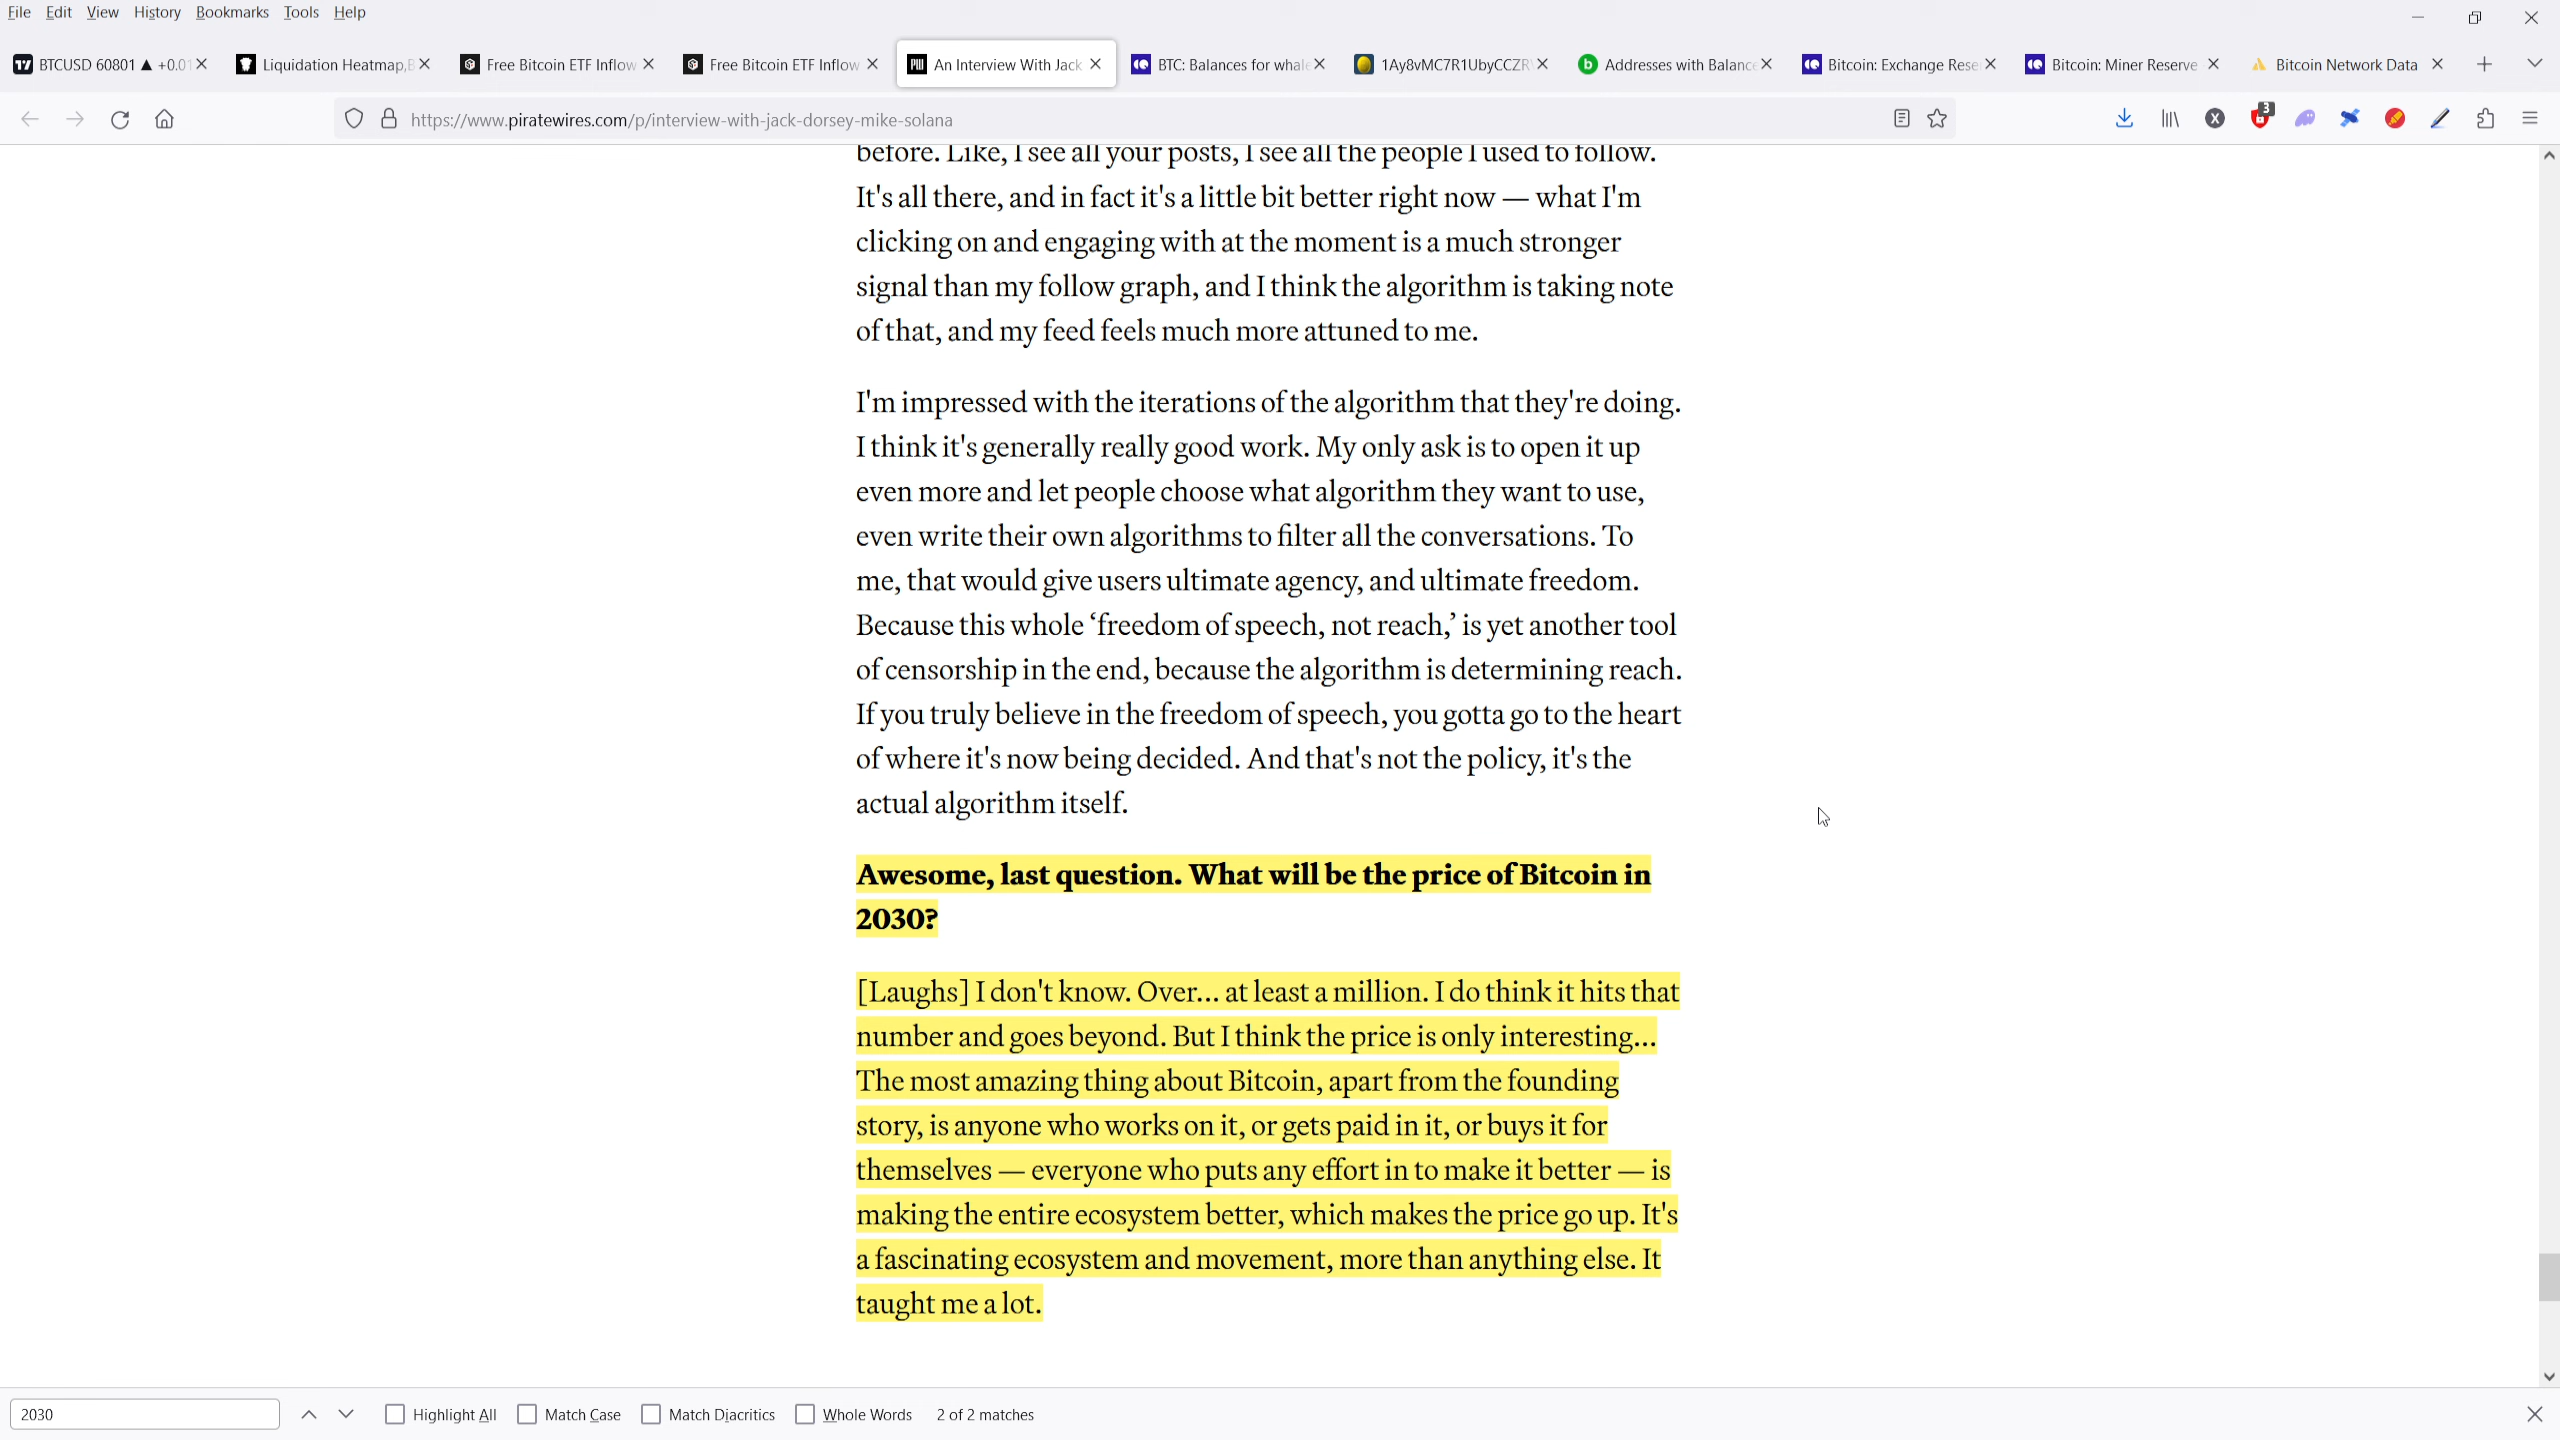 File Edit View History Bookmarks Tools Help
BTCUSD 60801 ▲ +0.01
Liquidation Heatmap,
Free Bitcoin ETF Inflow
Free Bitcoin ETF Inflow
An Interview With Jack
BTC: Balances for whale
1Ay8vMC7R1UbyCCZR
Addresses with Balance
Bitcoin: Exchange Rese
Bitcoin: Miner Reserve
Bitcoin Network Data
https://www.piratewires.com/p/interview-with-jack-dorsey-mike-solana
3
before. Like, I see all your posts, I see all the people I used to follow.
It's all there, and in fact it's a little bit better right now — what I'm
clicking on and engaging with at the moment is a much stronger
signal than my follow graph, and I think the algorithm is taking note
of that, and my feed feels much more attuned to me.
I'm impressed with the iterations of the algorithm that they're doing.
I think it's generally really good work. My only ask is to open it up
even more and let people choose what algorithm they want to use,
even write their own algorithms to filter all the conversations. To
me, that would give users ultimate agency, and ultimate freedom.
Because this whole ‘freedom of speech, not reach,’ is yet another tool
of censorship in the end, because the algorithm is determining reach.
If you truly believe in the freedom of speech, you gotta go to the heart
of where it's now being decided. And that's not the policy, it's the
actual algorithm itself.
Awesome, last question. What will be the price of Bitcoin in
2030?
[Laughs] I don't know. Over... at least a million. I do think it hits that
number and goes beyond. But I think the price is only interesting...
The most amazing thing about Bitcoin, apart from the founding
story, is anyone who works on it, or gets paid in it, or buys it for
themselves — everyone who puts any effort in to make it better — is
making the entire ecosystem better, which makes the price go up. It's
a fascinating ecosystem and movement, more than anything else. It
taught me a lot.
2030 Highlight All Match Case Match Diacritics Whole Words 2 of 2 matches